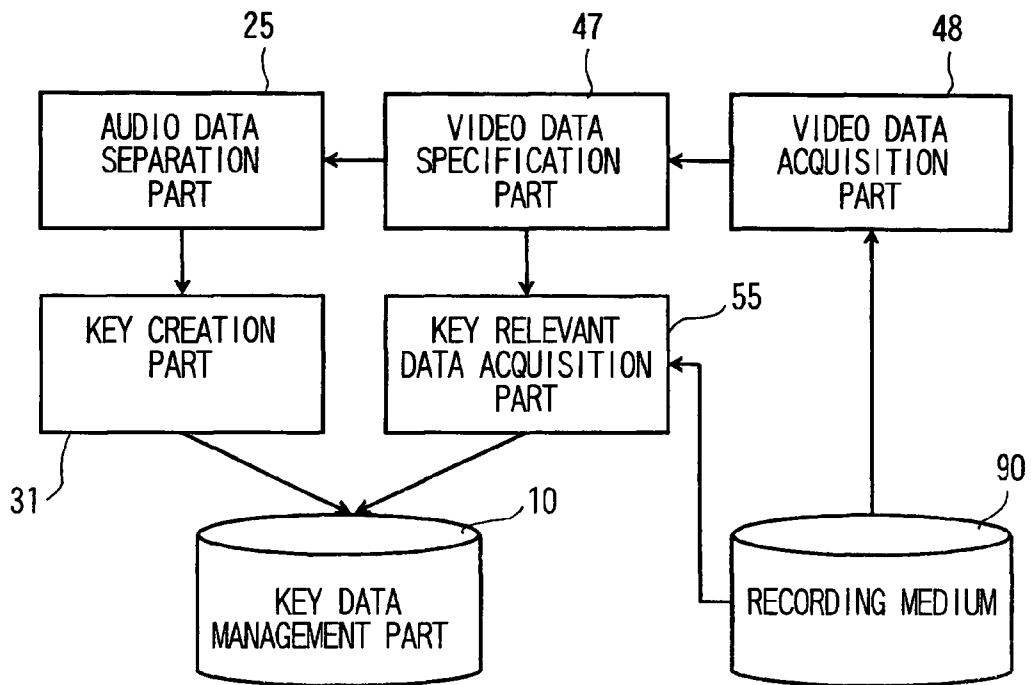 25
47
48
AUDIO DATA
SEPARATION
PART
VIDEO DATA
SPECIFICATION
PART
VIDEO DATA
ACQUISITION
PART
KEY CREATION
PART
KEY RELEVANT
DATA ACQUISITION
PART
55
31
10
90
KEY DATA
MANAGEMENT PART
RECORDING MEDIUM